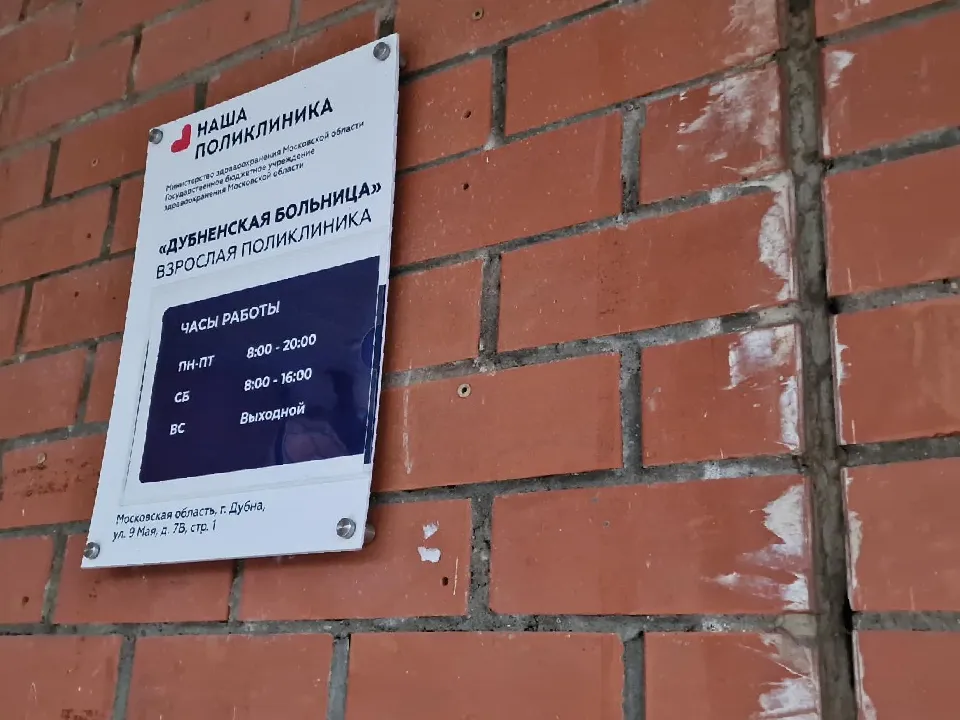 НАША
ПОЛИКЛИНИКА
Министерство здравоохранения Московской области
Государственное бюджетное учреждение
здравоохранения Московской области
«ДУБНЕНСКАЯ БОЛЬНИЦА»
ВЗРОСЛАЯ ПОЛИКЛИНИКА
ЧАСЫ РАБОТЫ
ПН-ПТ 8:00 - 20:00
СБ 8:00 - 16:00
ВС Выходной
Московская область, г. Дубна,
ул. 9 Мая, д. 7В, стр. 1